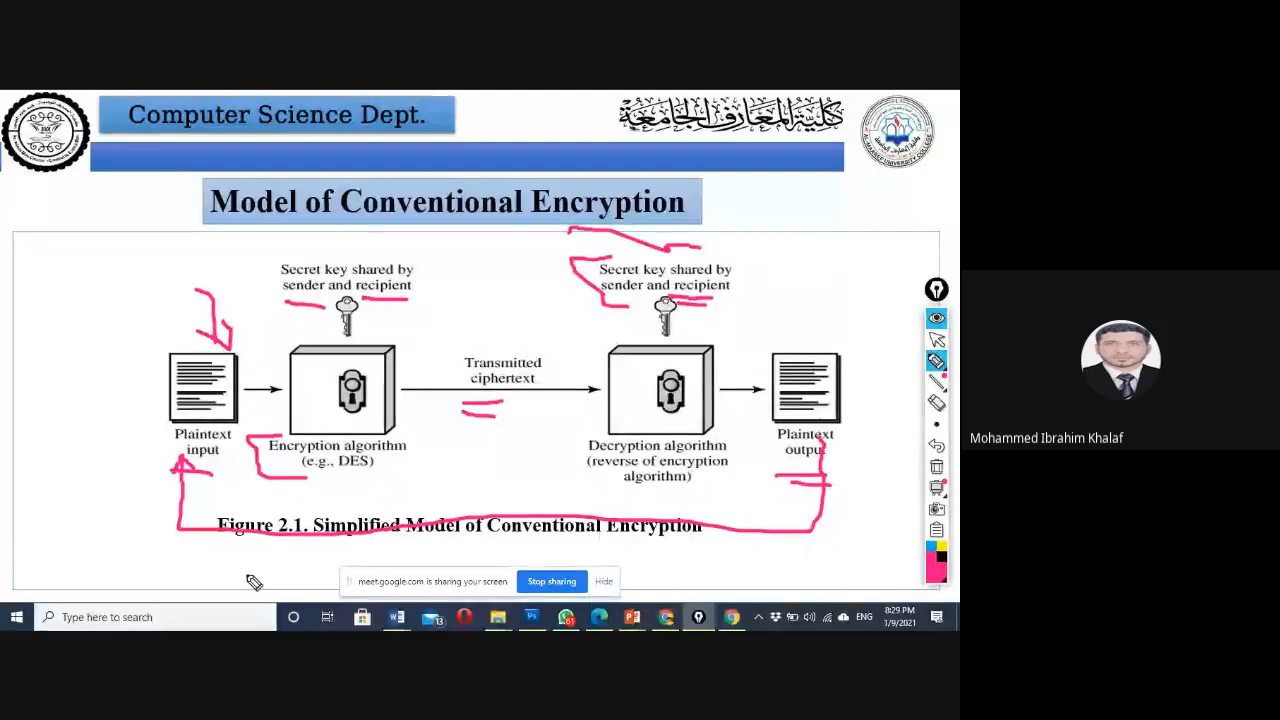 Computer Science Dept.
كلية المعارف الجامعة
Model of Conventional Encryption
Secret key shared by
sender and recipient
Secret key shared by
sender and recipient
Transmitted
ciphertext
Plaintext
input
Encryption algorithm
(e.g., DES)
Decryption algorithm
(reverse of encryption
algorithm)
Plaintext
output
Figure 2.1. Simplified Model of Conventional Encryption
meet.google.com is sharing your screen
Stop sharing
Hide
Mohammed Ibrahim Khalaf
Type here to search
13
81
ENG
8:29 PM
1/9/2021